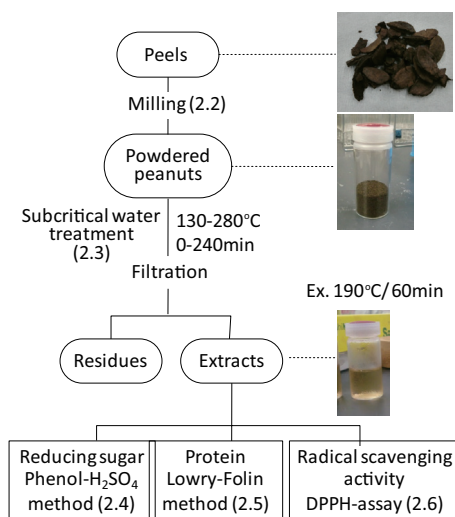 Peels
Milling (2.2)
Powdered
peanuts
Subcritical water
treatment
(2.3)
130-280°C
0-240min
Filtration
Ex. 190°C/ 60min
Residues
Extracts
Reducing sugar
Phenol-H₂SO₄
method (2.4)
Protein
Lowry-Folin
method (2.5)
Radical scavenging
activity
DPPH-assay (2.6)